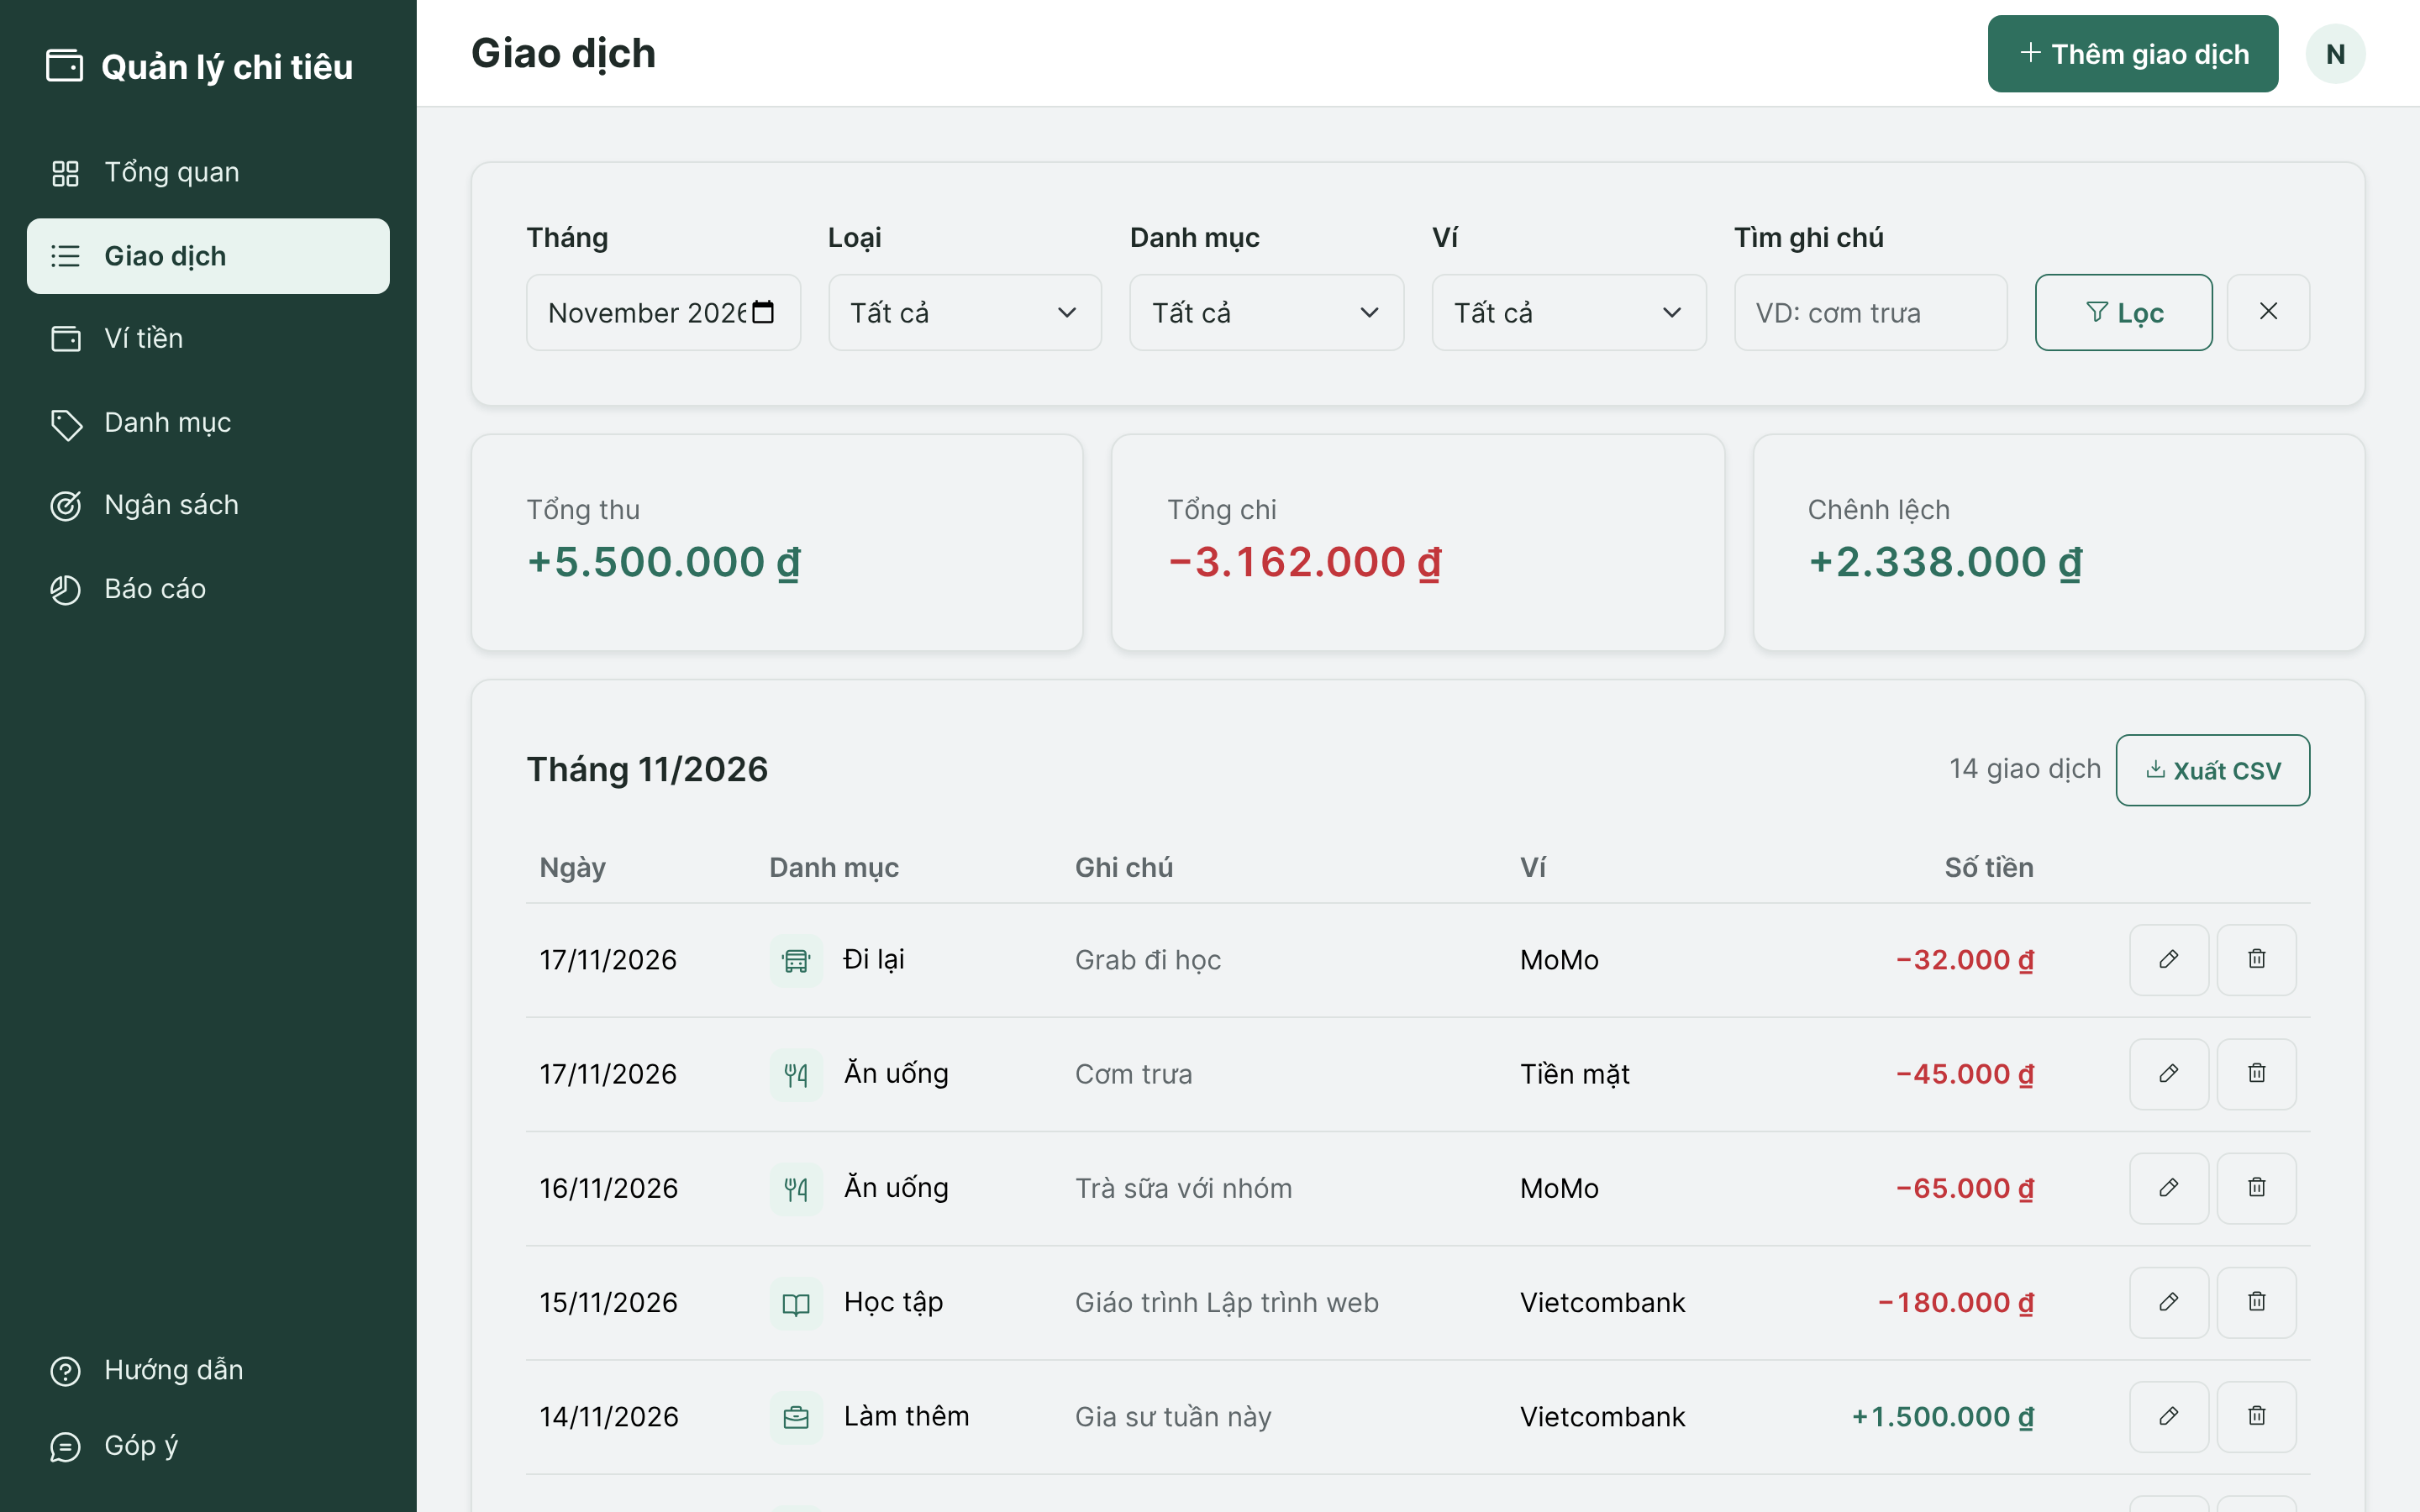 Quản lý chi tiêu
Tổng quan
Giao dịch
Ví tiền
Danh mục
Ngân sách
Báo cáo
Hướng dẫn
Góp ý
Giao dịch
Thêm giao dịch
N
Tháng
Loại
Danh mục
Ví
Tìm ghi chú
November 2026
Tất cả
Tất cả
Tất cả
VD: cơm trưa
Lọc
Tổng thu
+5.500.000 ₫
Tổng chi
−3.162.000 ₫
Chênh lệch
+2.338.000 ₫
Tháng 11/2026
14 giao dịch
Xuất CSV
Ngày Danh mục Ghi chú Ví Số tiền
17/11/2026 Đi lại Grab đi học MoMo −32.000 ₫
17/11/2026 Ăn uống Cơm trưa Tiền mặt −45.000 ₫
16/11/2026 Ăn uống Trà sữa với nhóm MoMo −65.000 ₫
15/11/2026 Học tập Giáo trình Lập trình web Vietcombank −180.000 ₫
14/11/2026 Làm thêm Gia sư tuần này Vietcombank +1.500.000 ₫